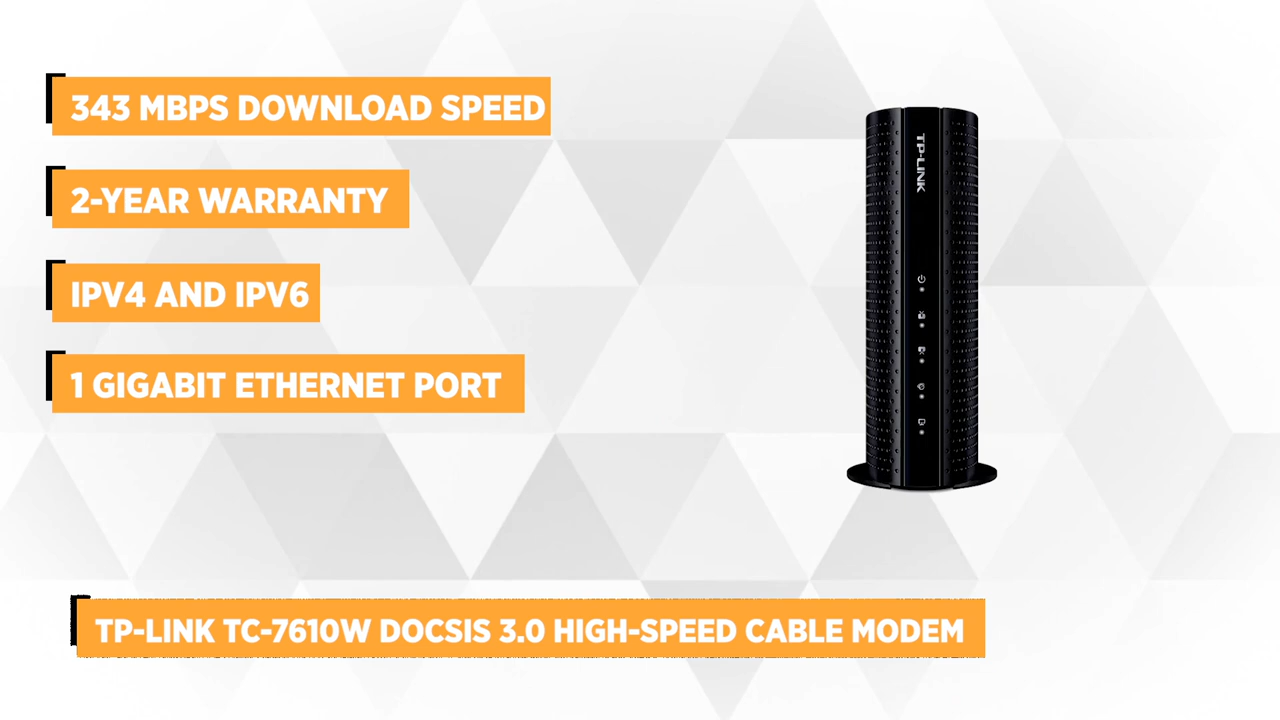 343 MBPS DOWNLOAD SPEED
2-YEAR WARRANTY
IPV4 AND IPV6
1 GIGABIT ETHERNET PORT
TP-LINK
TP-LINK TC-7610W DOCSIS 3.0 HIGH-SPEED CABLE MODEM